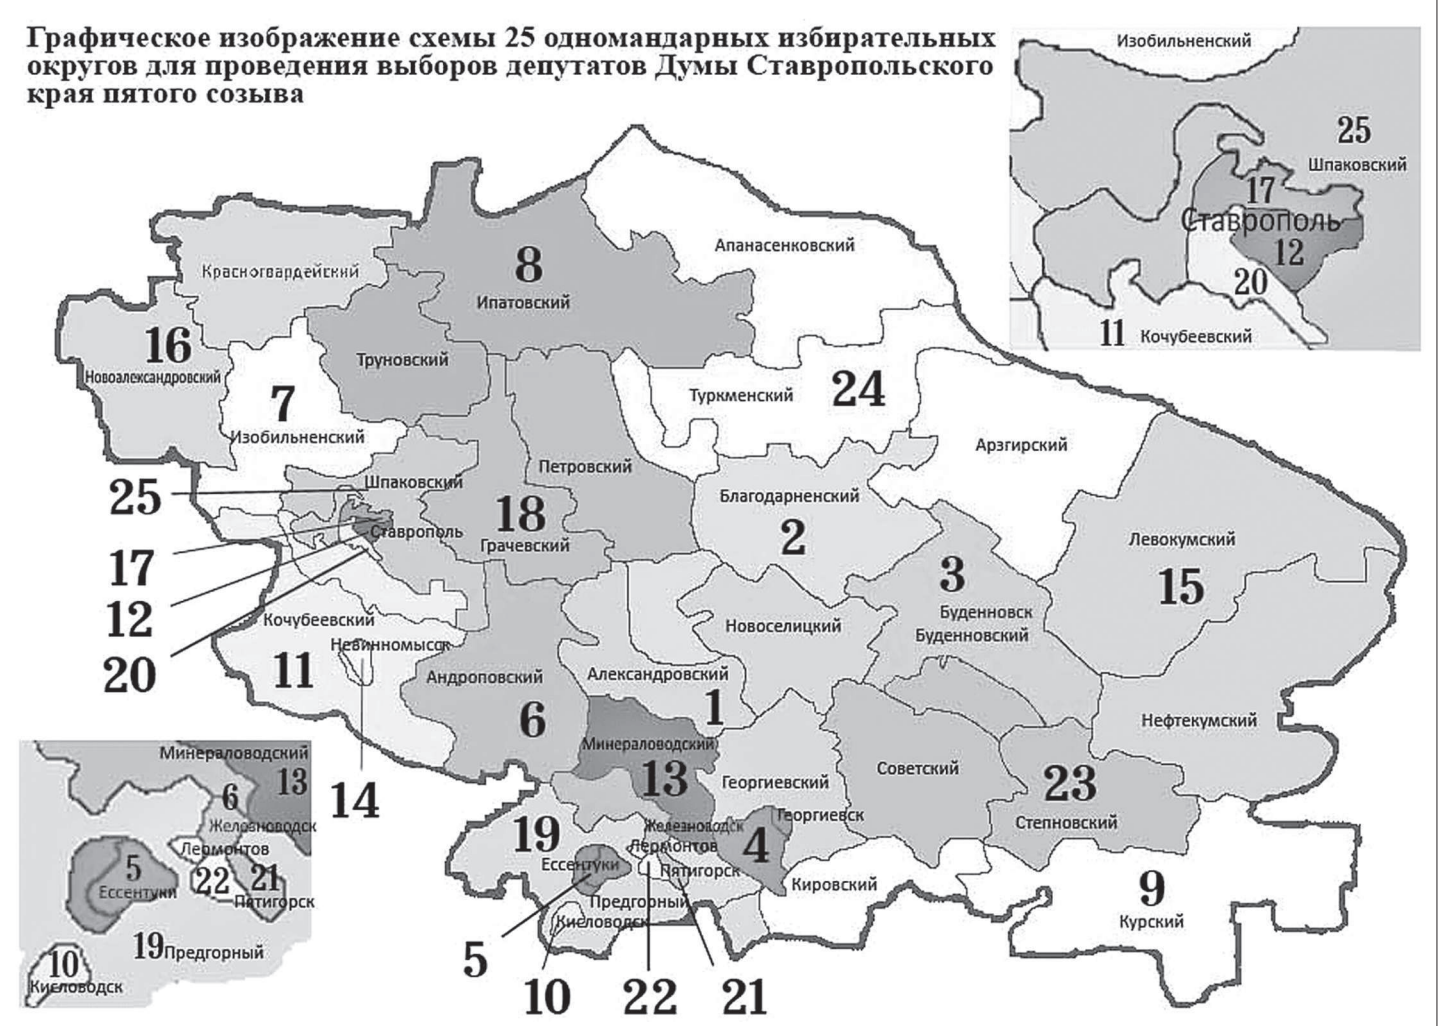 Графическое изображение схемы 25 одномандарных избирательных
округов для проведения выборов депутатов Думы Ставропольского
края пятого созыва
Изобильненский
25
Шпаковский
17
Ставрополь
12
20
11 Кочубеевский
Апанасенковский
Красногвардейский
8
Ипатовский
16
Новоалександровский
Труновский
7
Изобильненский
Туркменский 24
Арзгирский
Петровский
Шпаковский
25
Благодарненский
2
18
Грачевский
Ставрополь
17
12
20
Левокумский
15
3
Буденновск
Буденновский
Кочубеевский
Невинномысск
11
14
Новоселицкий
Андроповский
6
Александровский
1
Нефтекумский
Минераловодский
13
Георгиевский
Георгиевск
Советский
23
Степновский
19
Железноводск
Лермонтов
4
Ессентуки
Пятигорск
Кировский
9
Курский
Предгорный
Кисловодск
5
10
22
21
Минераловодский
13
6
Железноводск
Лермонтов
5
Ессентуки
22
21
Пятигорск
19 Предгорный
10
Кисловодск